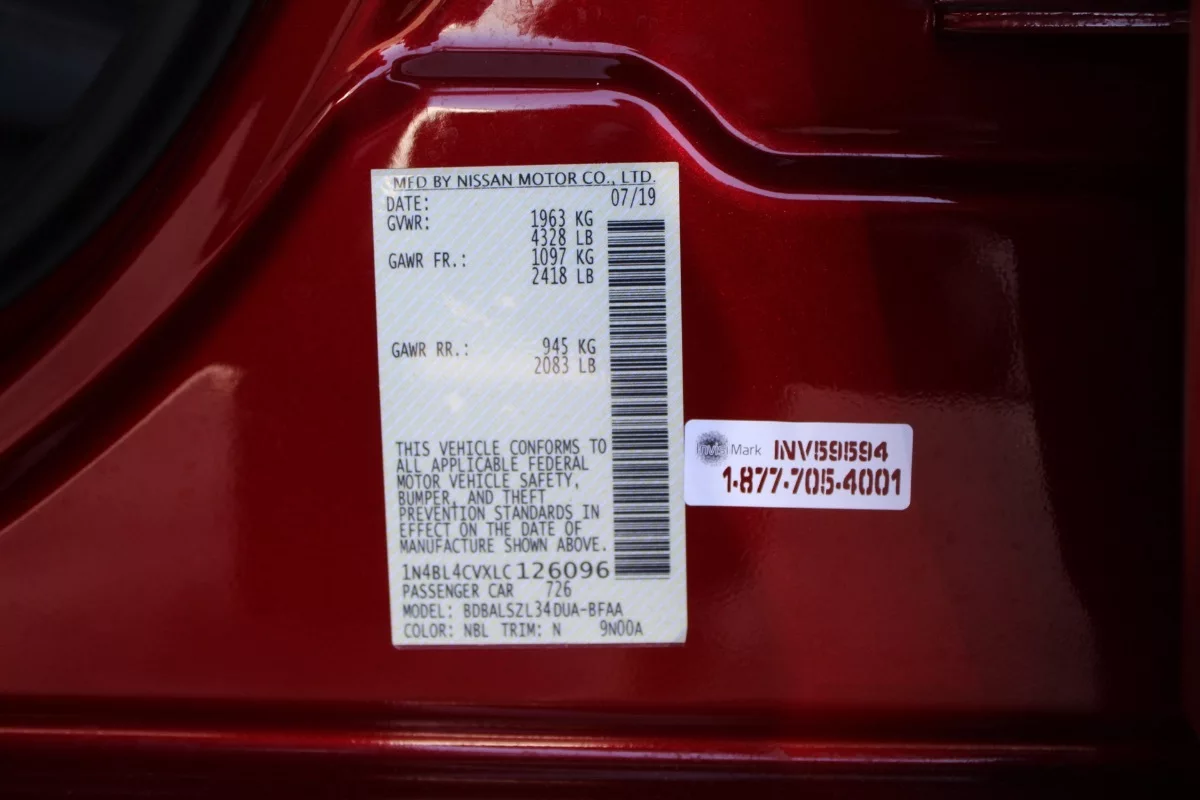 MFD BY NISSAN MOTOR CO., LTD.
DATE: 07/19
GVWR: 1963 KG
4328 LB
GAWR FR.: 1097 KG
2418 LB
GAWR RR.: 945 KG
2083 LB
THIS VEHICLE CONFORMS TO
ALL APPLICABLE FEDERAL
MOTOR VEHICLE SAFETY,
BUMPER, AND THEFT
PREVENTION STANDARDS IN
EFFECT ON THE DATE OF
MANUFACTURE SHOWN ABOVE.
1N4BL4CVXLC126096
PASSENGER CAR 726
MODEL: BDBALSZL34DUA-BFAA
COLOR: NBL TRIM: N 9N00A
Invis Mark INV59594
1-877-705-4001